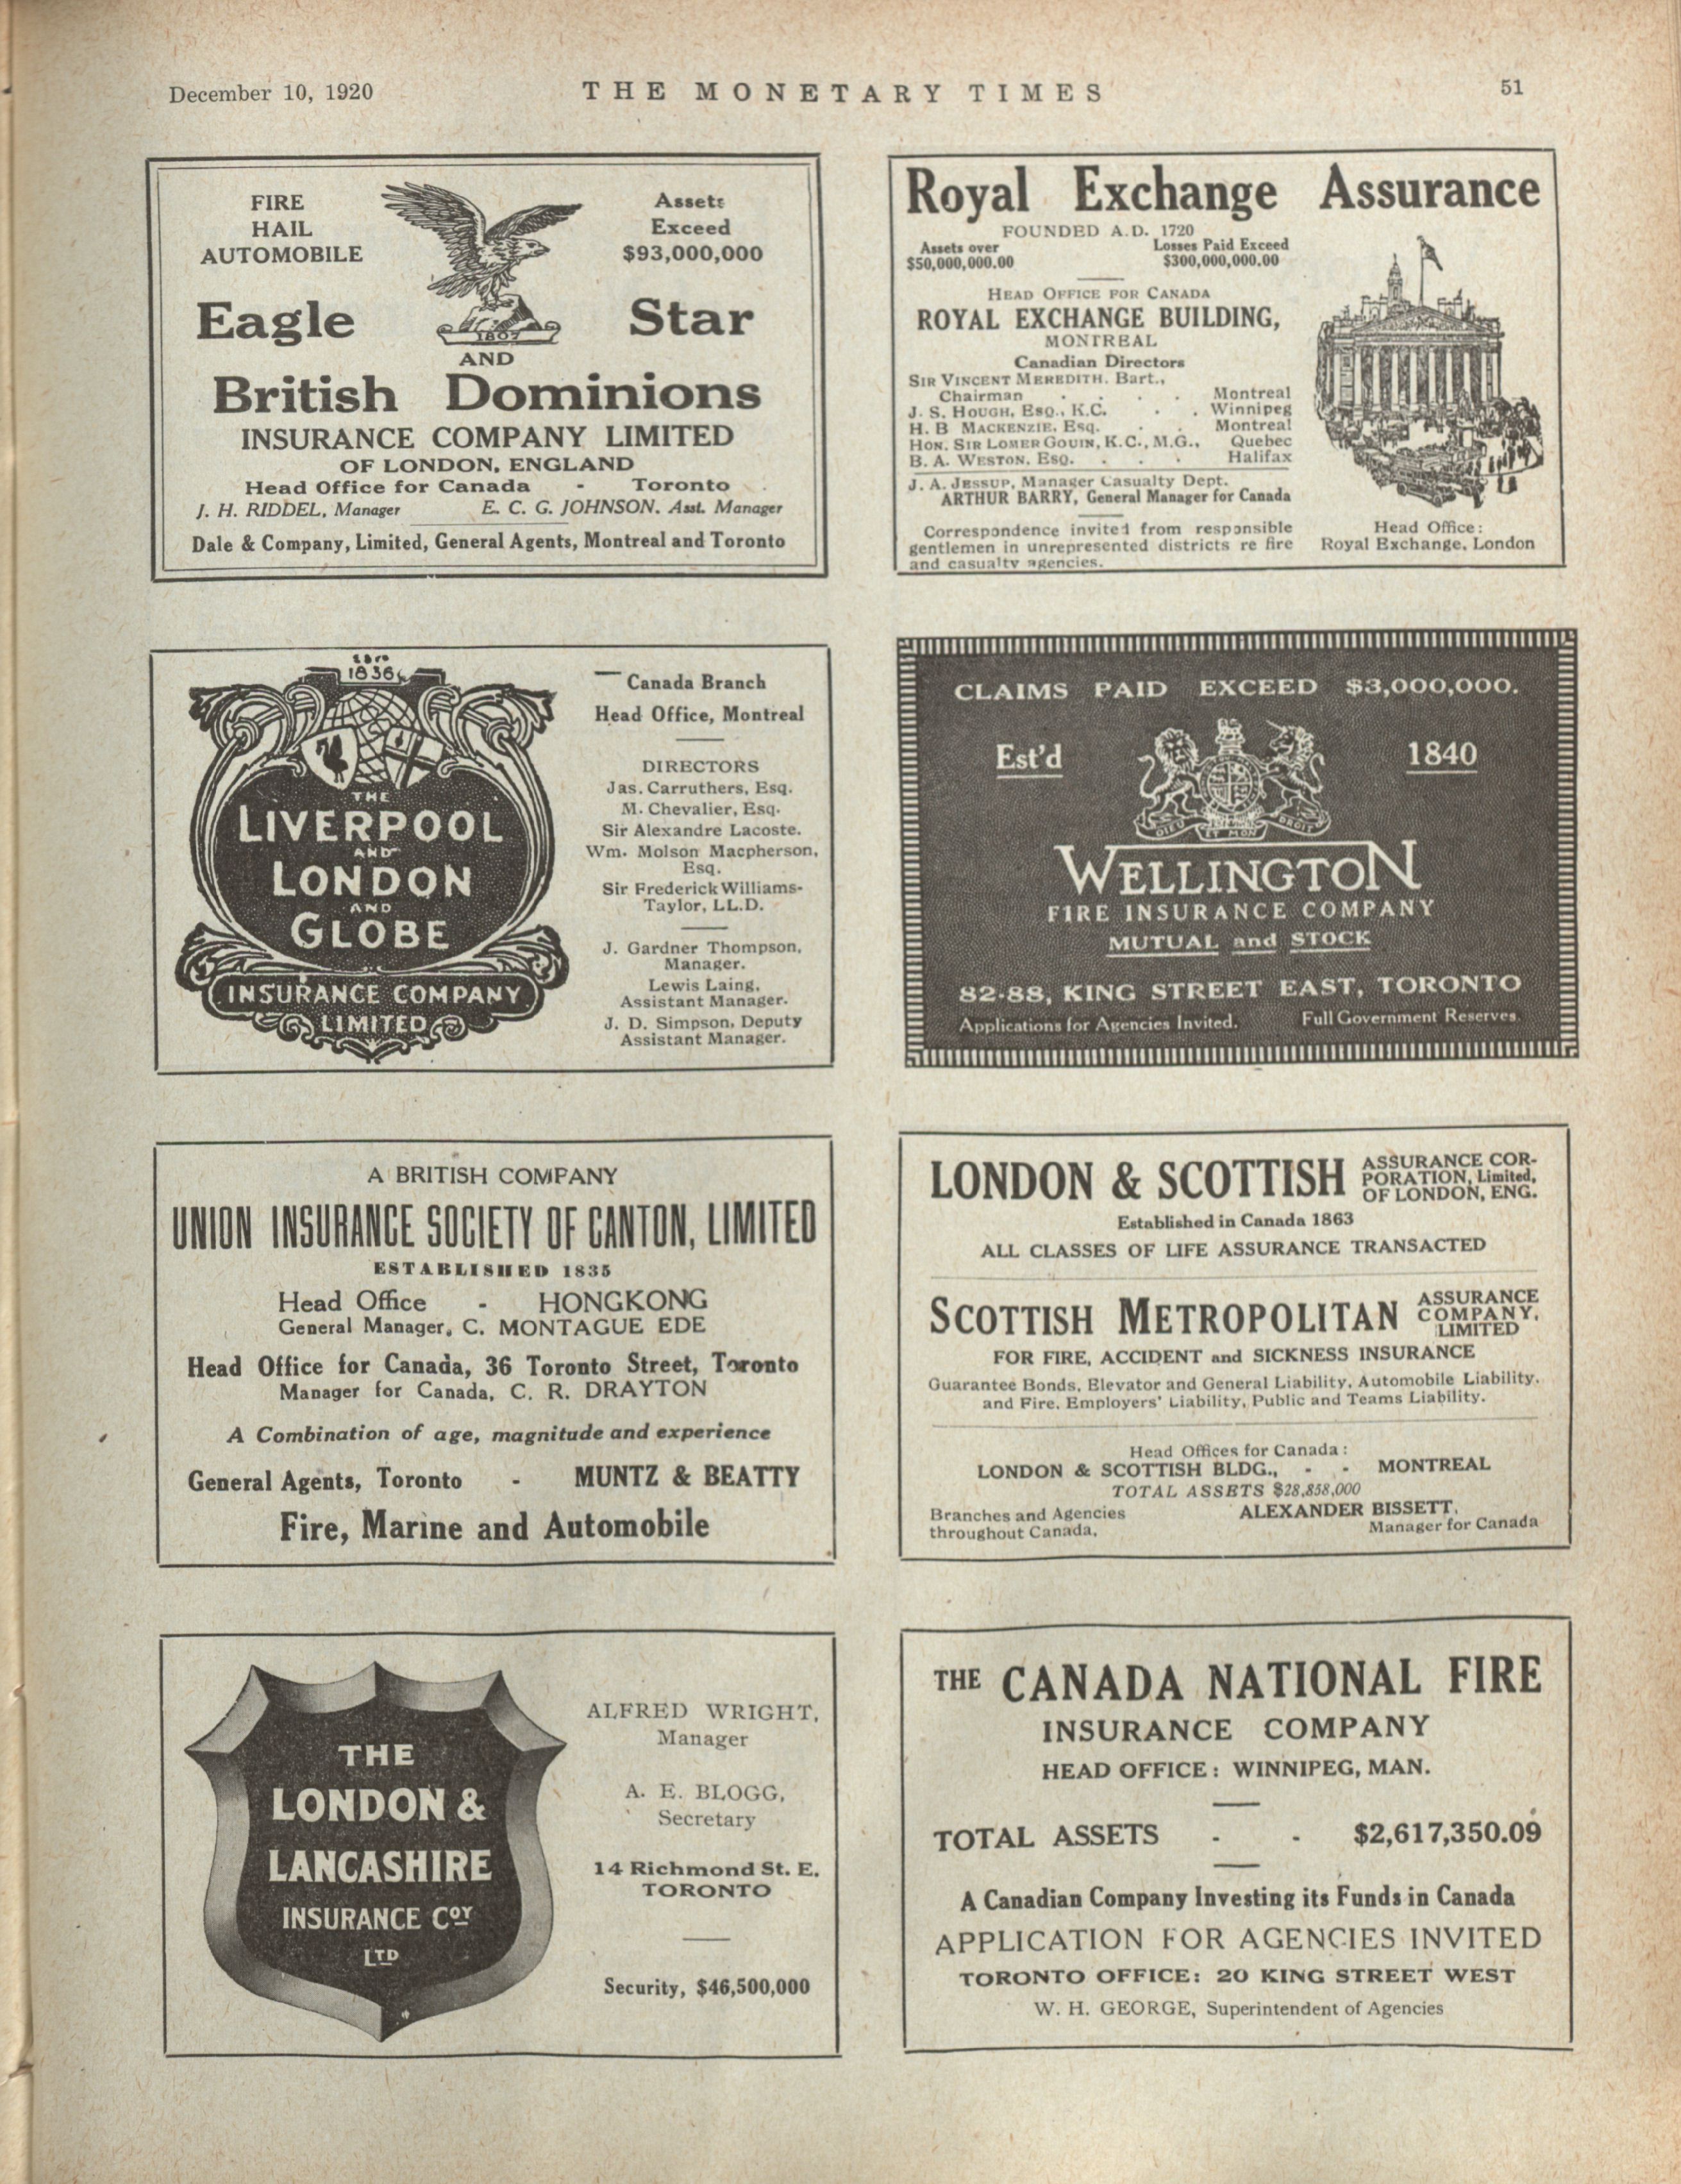 December 10, 1920
THE MONETARY TIMES
51
FIRE
HAIL
AUTOMOBILE
1807
Assets
Exceed
$93,000,000
Eagle Star
AND
British Dominions
INSURANCE COMPANY LIMITED
OF LONDON, ENGLAND
Head Office for Canada - Toronto
J. H. RIDDEL, Manager E. C. G. JOHNSON, Asst. Manager
Dale & Company, Limited, General Agents, Montreal and Toronto
Royal Exchange Assurance
FOUNDED A.D. 1720
Assets over Losses Paid Exceed
$50,000,000.00 $300,000,000.00
HEAD OFFICE FOR CANADA
ROYAL EXCHANGE BUILDING,
MONTREAL
Canadian Directors
SIR VINCENT MEREDITH, Bart.,
Chairman . . . . Montreal
J. S. HOUGH, ESQ., K.C. . . Winnipeg
H. B MACKENZIE, ESQ. . . Montreal
HON. SIR LOMER GOUIN, K.C., M.G., Quebec
B. A. WESTON, ESQ. . . . Halifax
J. A. JESSUP, Manager Casualty Dept.
ARTHUR BARRY, General Manager for Canada
Correspondence invited from responsible
gentlemen in unrepresented districts re fire
and casualty agencies.
Head Office:
Royal Exchange, London
1836
THE
LIVERPOOL
AND
LONDON
AND
GLOBE
INSURANCE COMPANY
LIMITED
Canada Branch
Head Office, Montreal
DIRECTORS
Jas. Carruthers, Esq.
M. Chevalier, Esq.
Sir Alexandre Lacoste.
Wm. Molson Macpherson,
Esq.
Sir Frederick Williams-
Taylor, LL.D.
J. Gardner Thompson,
Manager.
Lewis Laing,
Assistant Manager.
J. D. Simpson, Deputy
Assistant Manager.
CLAIMS PAID EXCEED $3,000,000.
Est'd 1840
DIEU ET MON DROIT
WELLINGTON
FIRE INSURANCE COMPANY
MUTUAL and STOCK
82-88, KING STREET EAST, TORONTO
Applications for Agencies Invited. Full Government Reserves.
A BRITISH COMPANY
UNION INSURANCE SOCIETY OF CANTON, LIMITED
ESTABLISHED 1835
Head Office - HONGKONG
General Manager, C. MONTAGUE EDE
Head Office for Canada, 36 Toronto Street, Toronto
Manager for Canada, C. R. DRAYTON
A Combination of age, magnitude and experience
General Agents, Toronto - MUNTZ & BEATTY
Fire, Marine and Automobile
LONDON & SCOTTISH
ASSURANCE COR-
PORATION, Limited,
OF LONDON, ENG.
Established in Canada 1863
ALL CLASSES OF LIFE ASSURANCE TRANSACTED
SCOTTISH METROPOLITAN
ASSURANCE
COMPANY,
LIMITED
FOR FIRE, ACCIDENT and SICKNESS INSURANCE
Guarantee Bonds, Elevator and General Liability, Automobile Liability,
and Fire, Employers' Liability, Public and Teams Liability.
Head Offices for Canada:
LONDON & SCOTTISH BLDG., - - MONTREAL
TOTAL ASSETS $28,858,000
Branches and Agencies
throughout Canada,
ALEXANDER BISSETT,
Manager for Canada
THE
LONDON &
LANCASHIRE
INSURANCE COY
LTD
ALFRED WRIGHT,
Manager
A. E. BLOGG,
Secretary
14 Richmond St. E.
TORONTO
Security, $46,500,000
THE CANADA NATIONAL FIRE
INSURANCE COMPANY
HEAD OFFICE: WINNIPEG, MAN.
TOTAL ASSETS - - $2,617,350.09
A Canadian Company Investing its Funds in Canada
APPLICATION FOR AGENCIES INVITED
TORONTO OFFICE: 20 KING STREET WEST
W. H. GEORGE, Superintendent of Agencies